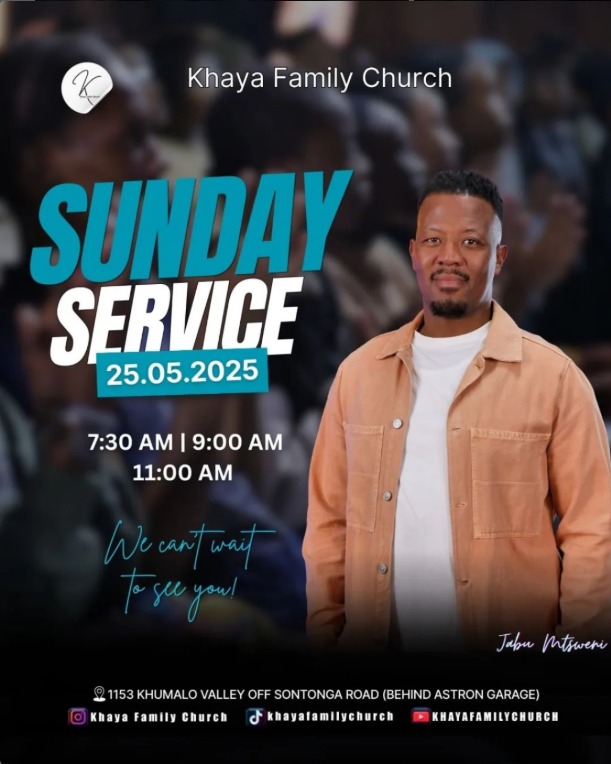 K
Khaya Family Church
SUNDAY
SERVICE
25.05.2025
7:30 AM | 9:00 AM
11:00 AM
We can't wait
to see you!
Jabu Mtsweni
1153 KHUMALO VALLEY OFF SONTONGA ROAD (BEHIND ASTRON GARAGE)
Khaya Family Church khayafamilychurch KHAYAFAMILYCHURCH